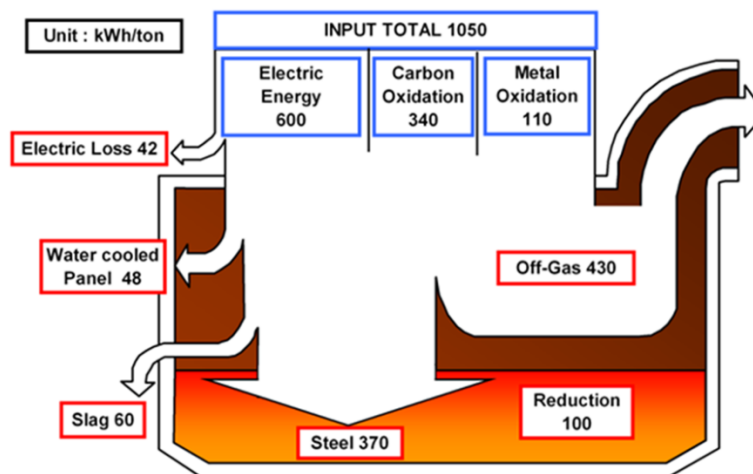 Unit : kWh/ton
INPUT TOTAL 1050
Electric
Energy
600
Carbon
Oxidation
340
Metal
Oxidation
110
Electric Loss 42
Water cooled
Panel 48
Off-Gas 430
Slag 60
Steel 370
Reduction
100